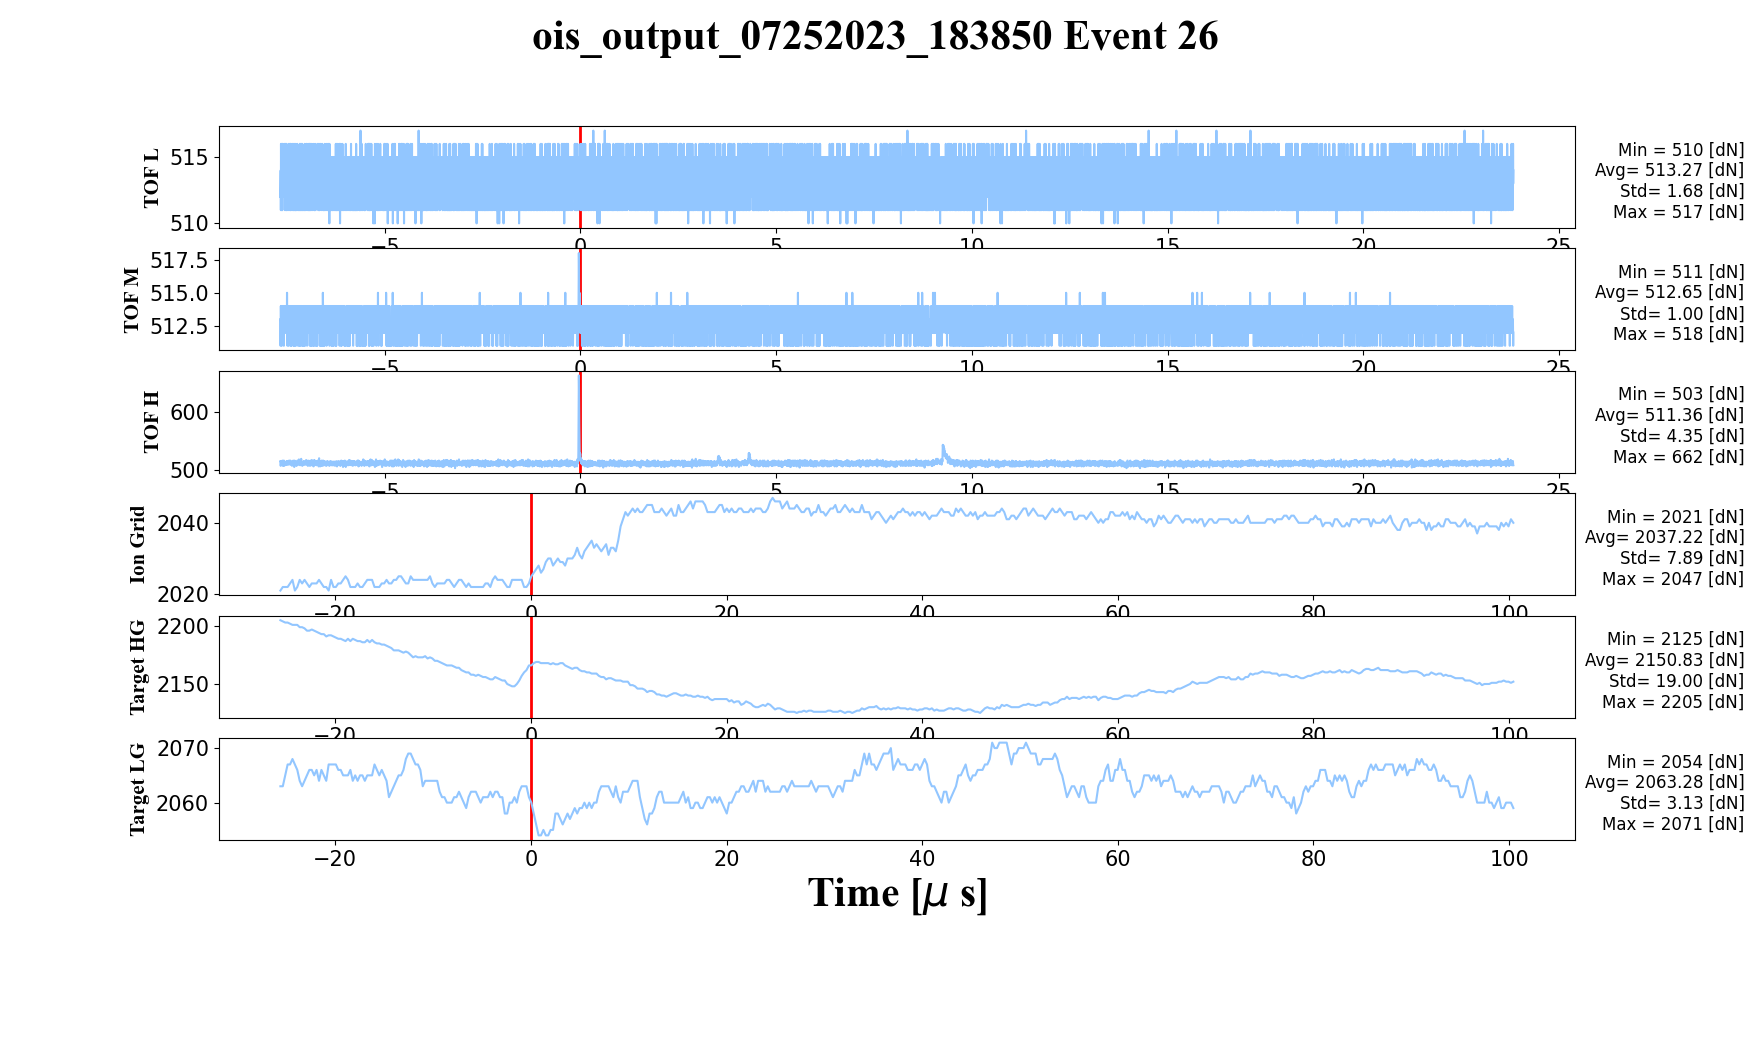 ois_output_07252023_183850 Event 26
TOF L
515
510
−5 0 5 10 15 20 25
Min = 510 [dN]
Avg= 513.27 [dN]
Std= 1.68 [dN]
Max = 517 [dN]
TOF M
517.5
515.0
512.5
−5 0 5 10 15 20 25
Min = 511 [dN]
Avg= 512.65 [dN]
Std= 1.00 [dN]
Max = 518 [dN]
TOF H
600
500
−5 0 5 10 15 20 25
Min = 503 [dN]
Avg= 511.36 [dN]
Std= 4.35 [dN]
Max = 662 [dN]
Ion Grid
2040
2020
−20 0 20 40 60 80 100
Min = 2021 [dN]
Avg= 2037.22 [dN]
Std= 7.89 [dN]
Max = 2047 [dN]
Target HG
2200
2150
−20 0 20 40 60 80 100
Min = 2125 [dN]
Avg= 2150.83 [dN]
Std= 19.00 [dN]
Max = 2205 [dN]
Target LG
2070
2060
−20 0 20 40 60 80 100
Min = 2054 [dN]
Avg= 2063.28 [dN]
Std= 3.13 [dN]
Max = 2071 [dN]
Time [μ s]